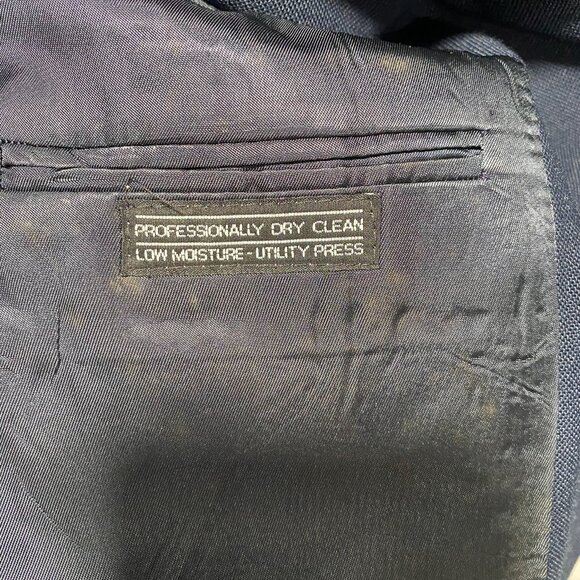 PROFESSIONALLY DRY CLEAN
LOW MOISTURE - UTILITY PRESS